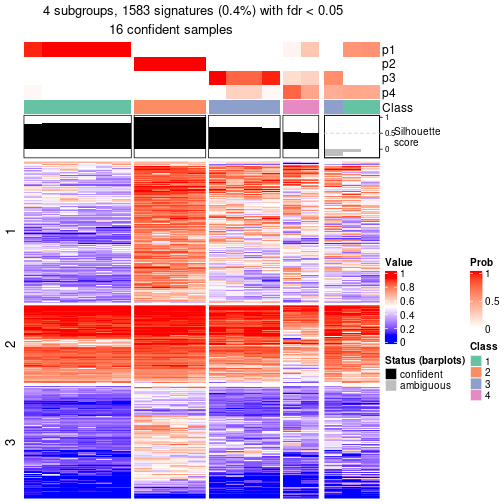 4 subgroups, 1583 signatures (0.4%) with fdr < 0.05
16 confident samples
p1
p2
p3
p4
Class
1
0.5
0
Silhouette
score
1
2
3
Value
1
0.8
0.6
0.4
0.2
0
Prob
1
0.5
0
Status (barplots)
confident
ambiguous
Class
1
2
3
4